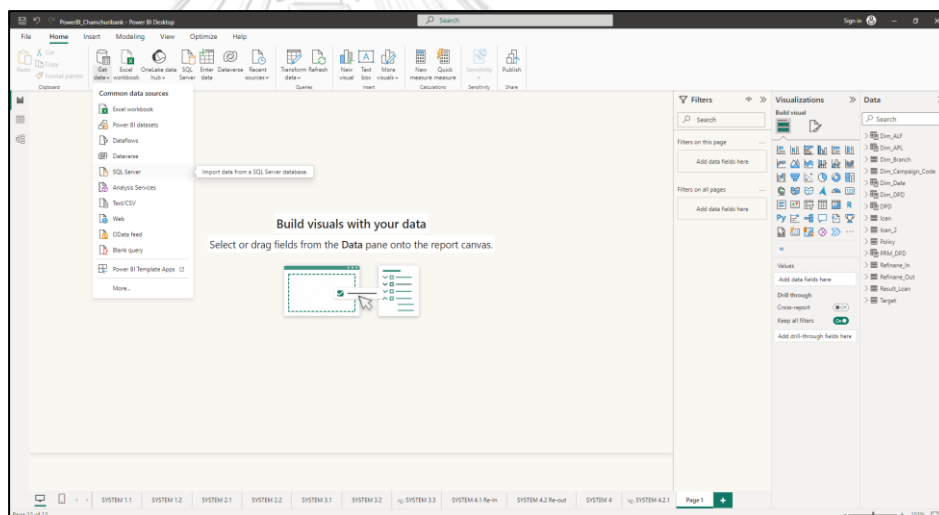 PowerBI_Chamchuribank - Power BI Desktop
Search
Sign in
File Home Insert Modeling View Optimize Help
Paste
Cut
Copy
Format painter
Get data
Excel workbook
OneLake data hub
SQL Server
Enter data
Dataverse
Recent sources
Transform data
Refresh
New visual
Text box
More visuals
New measure
Quick measure
Sensitivity
Publish
Clipboard
Queries
Insert
Calculations
Sensitivity
Share
Common data sources
Excel workbook
Power BI datasets
Dataflows
Dataverse
SQL Server
Import data from a SQL Server database.
Analysis Services
Text/CSV
Web
OData feed
Blank query
Power BI Template Apps
More...
Build visuals with your data
Select or drag fields from the Data pane onto the report canvas.
Filters
Search
Filters on this page
Add data fields here
Filters on all pages
Add data fields here
Visualizations
Build visual
Values
Add data fields here
Drill through
Cross-report
Off
Keep all filters
On
Add drill-through fields here
Data
Search
Dim_ALF
Dim_APL
Dim_Branch
Dim_Campaign_Code
Dim_Date
Dim_DPD
DPD
loan
loan_2
Policy
PRM_DPD
Refinane_In
Refinane_Out
Result_Loan
Target
SYSTEM 1.1 SYSTEM 1.2 SYSTEM 2.1 SYSTEM 2.2 SYSTEM 3.1 SYSTEM 3.2 SYSTEM 3.3 SYSTEM 4.1 Re-In SYSTEM 4.2 Re-out SYSTEM 4 SYSTEM 4.2.1 Page 1